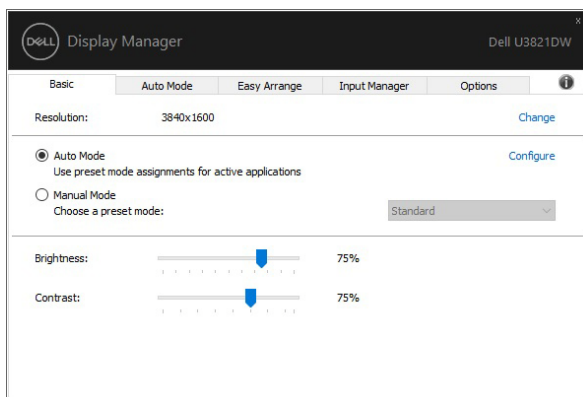 x
DELL Display Manager Dell U3821DW
Basic Auto Mode Easy Arrange Input Manager Options i
Resolution: 3840x1600 Change
Auto Mode Configure
Use preset mode assignments for active applications
Manual Mode
Choose a preset mode: Standard
Brightness: 75%
Contrast: 75%